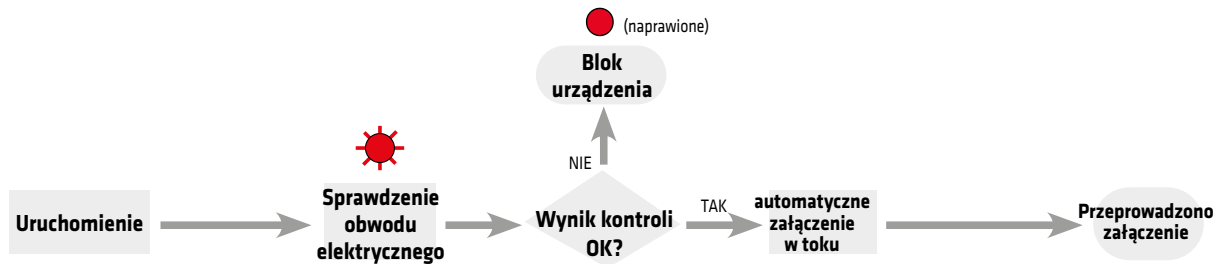 (naprawione)
Blok
urządzenia
NIE
Uruchomienie
Sprawdzenie
obwodu
elektrycznego
Wynik kontroli
OK?
TAK
automatyczne
załączenie
w toku
Przeprowadzono
załączenie